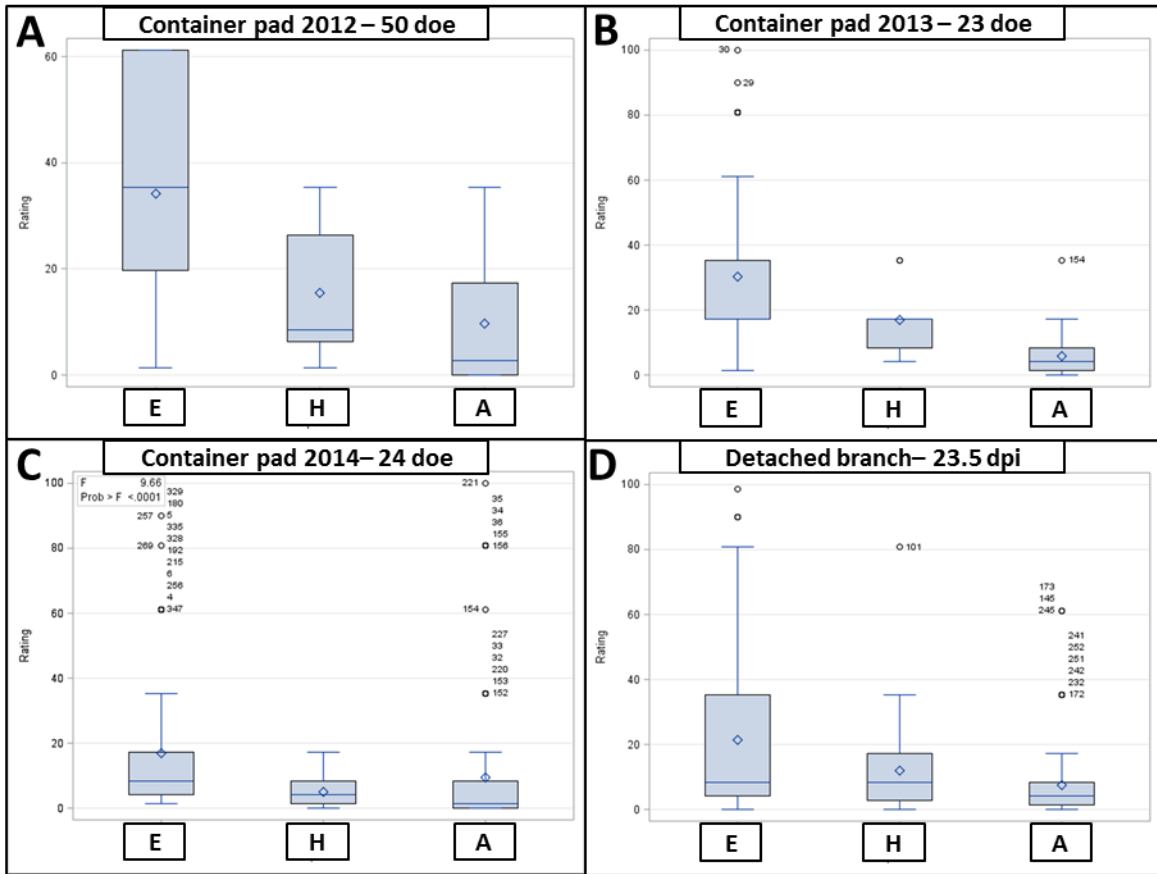 A
Container pad 2012 – 50 doe
60
40
20
0
Rating
E
H
A
B
Container pad 2013 – 23 doe
100
80
60
40
20
0
Rating
30
29
154
E
H
A
C
Container pad 2014– 24 doe
100
80
60
40
20
0
Rating
F 9.66
Prob > F <.0001
329
180
257
5
335
328
269
192
215
6
256
4
347
221
35
34
36
155
156
154
227
33
32
220
153
152
E
H
A
D
Detached branch– 23.5 dpi
100
80
60
40
20
0
Rating
101
173
145
245
241
252
251
242
232
172
E
H
A